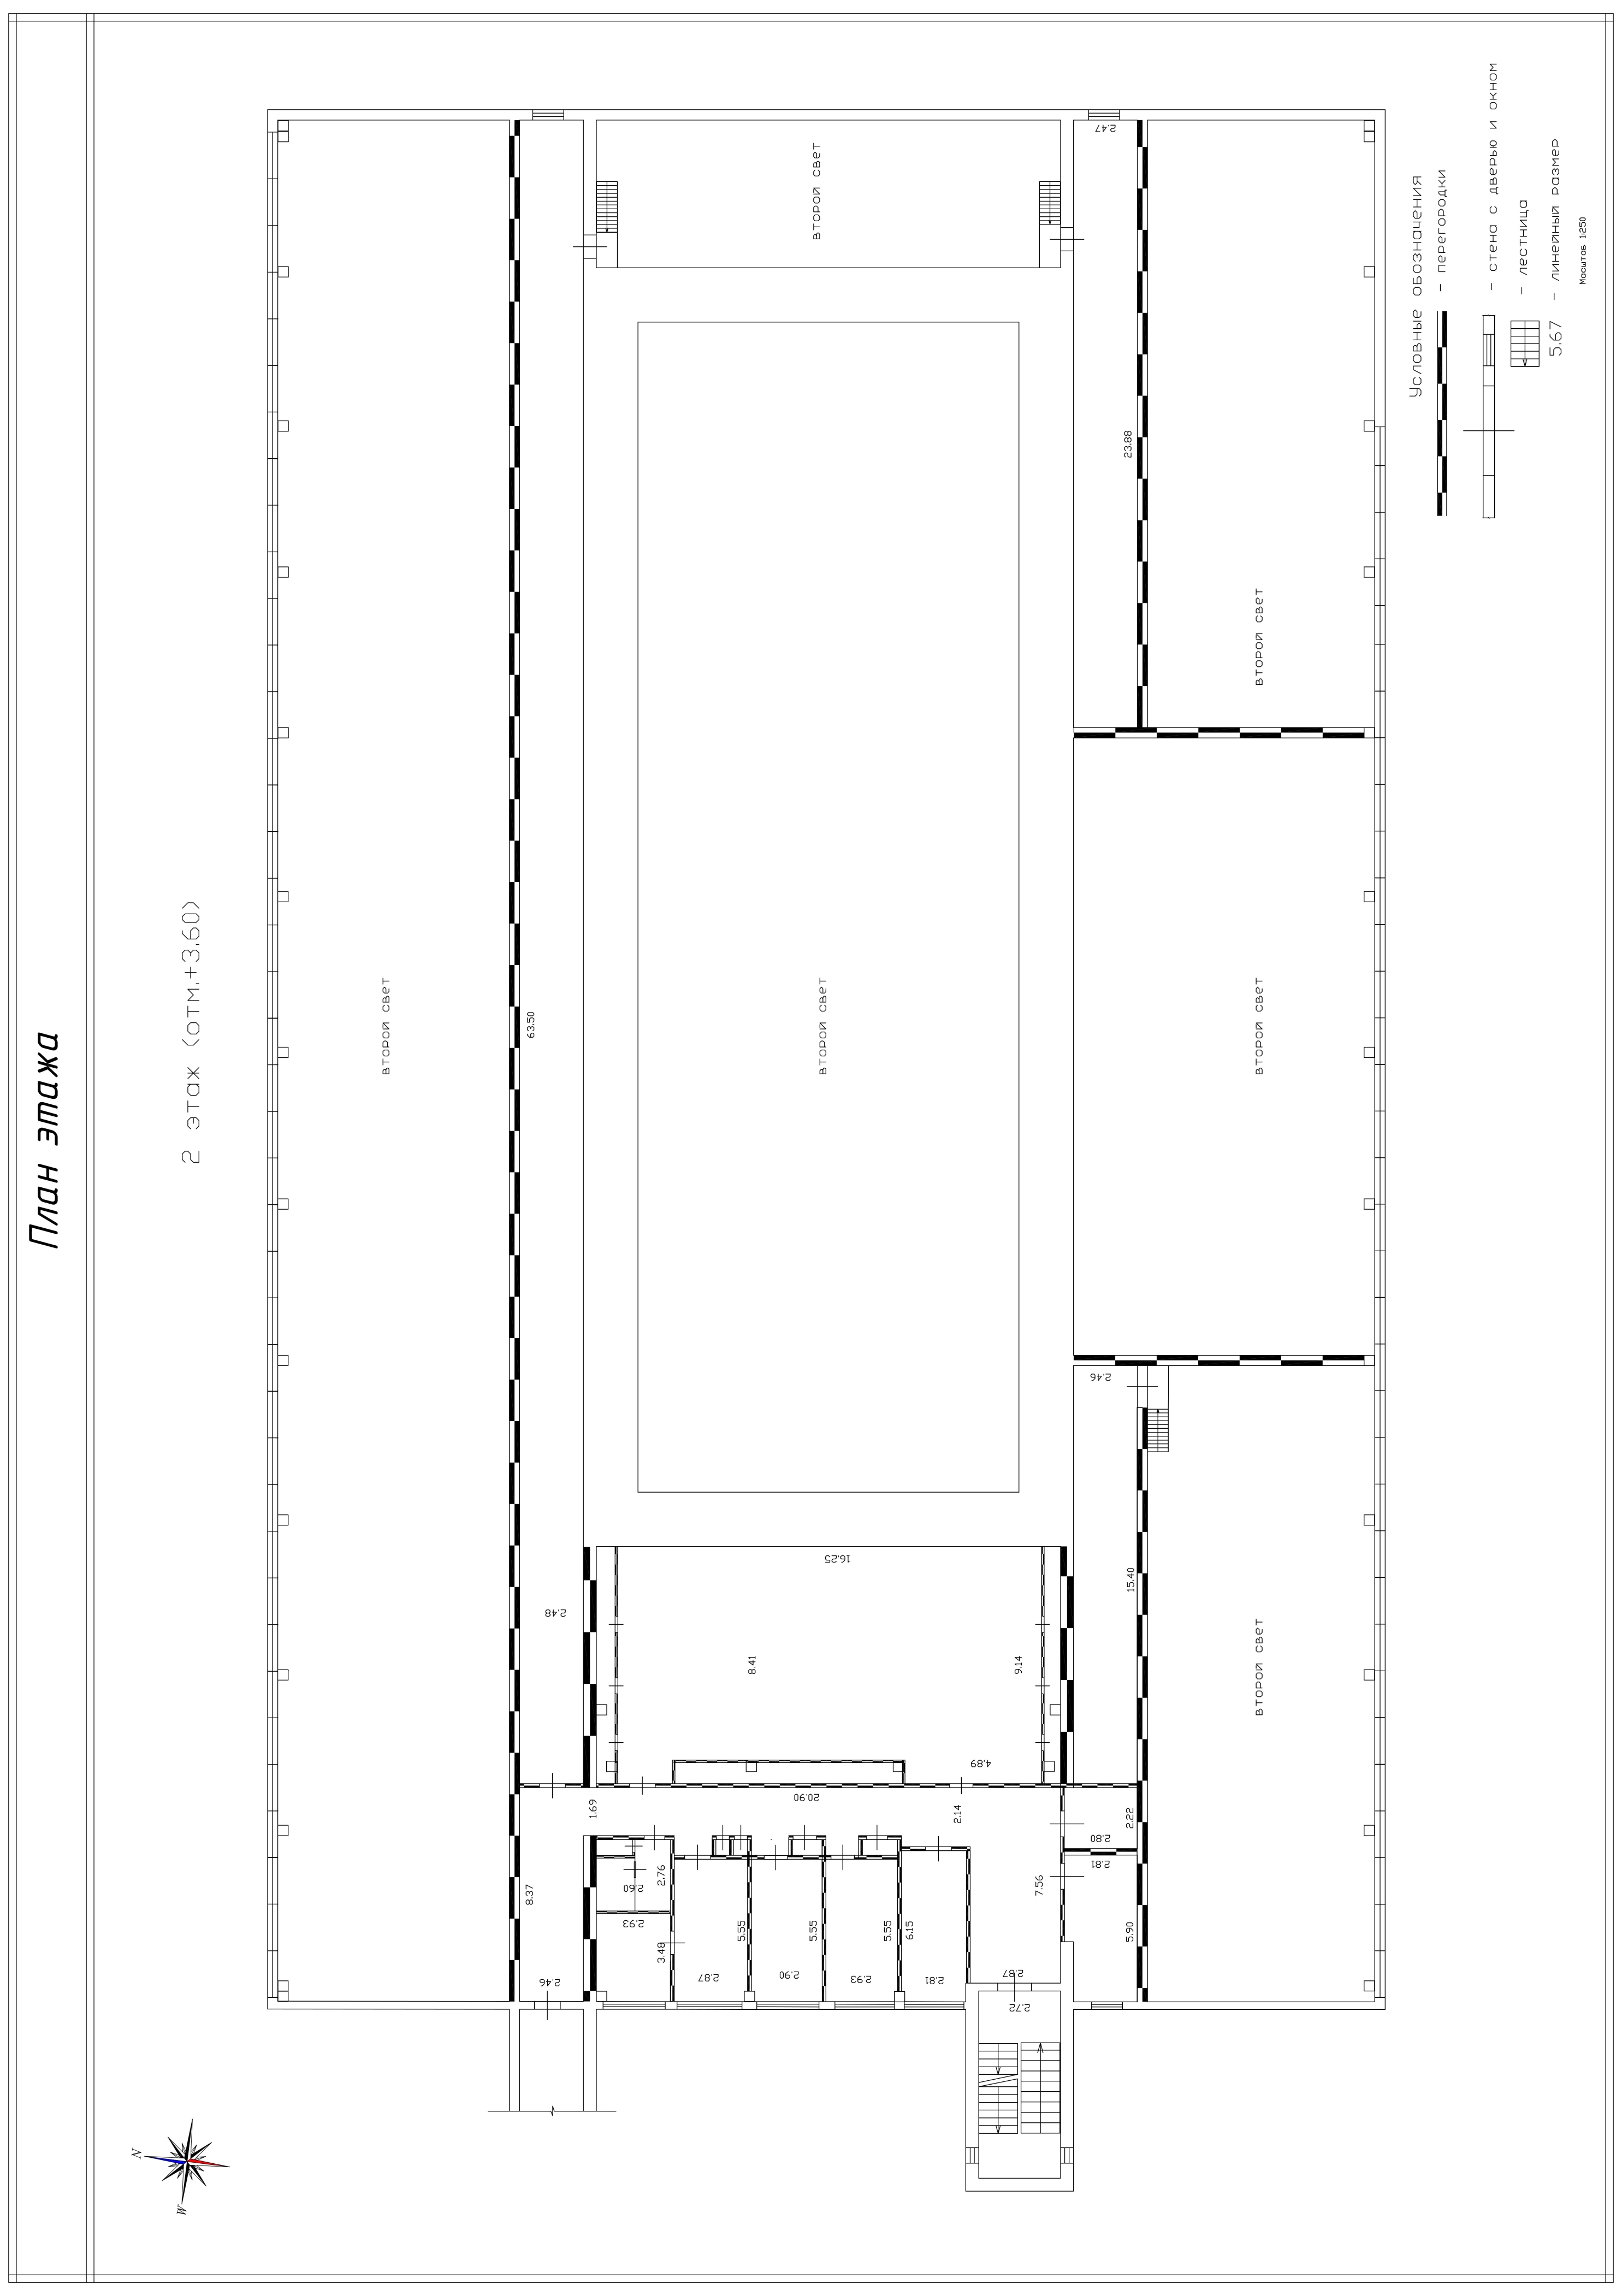 План этажа
2 этаж (отм.+3.60)
второй свет
второй свет
второй свет
второй свет
второй свет
второй свет
63.50
2.47
23.88
2.46
15.40
2.48
16.25
8.41
9.14
4.89
20.90
1.69
2.14
2.22
2.80
2.81
8.37
2.60
2.76
2.93
3.48
5.55
5.55
5.55
6.15
7.56
5.90
2.46
2.87
2.90
2.93
2.81
2.87
2.72
N
W
Условные обозначения
- перегородки
- стена с дверью и окном
- лестница
5.67 - линейный размер
Масштаб 1:250